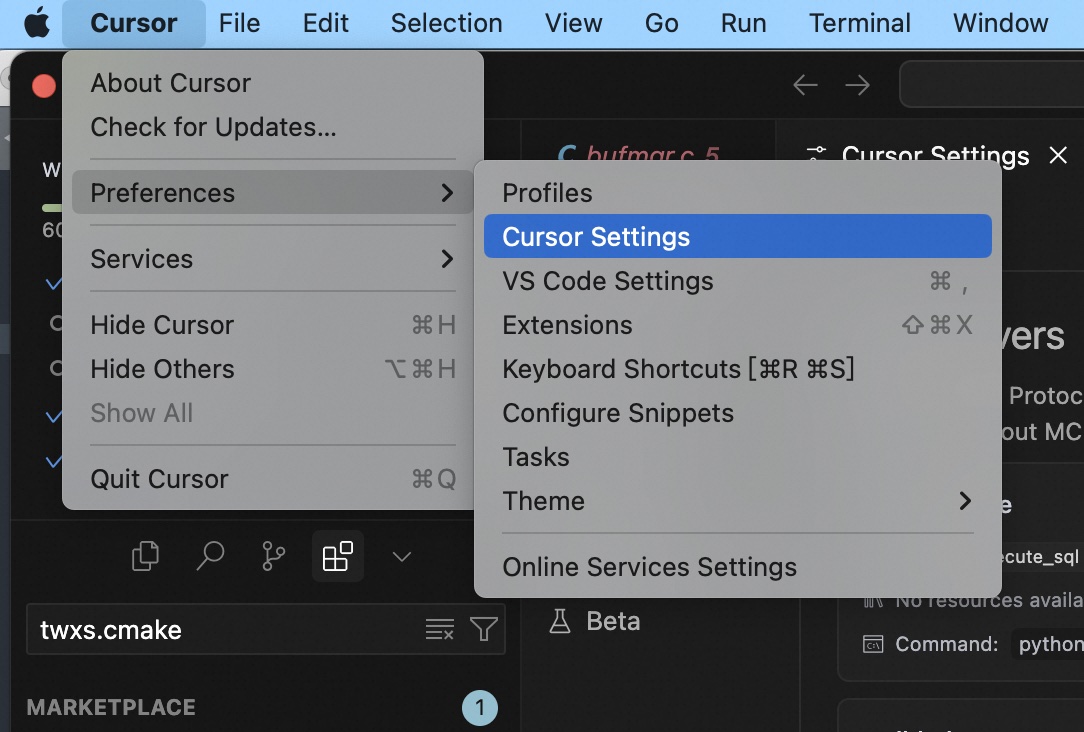 Cursor File Edit Selection View Go Run Terminal Window
About Cursor
Check for Updates...
Preferences
Services
Hide Cursor ⌘H
Hide Others ⌥⌘H
Show All
Quit Cursor ⌘Q
Profiles
Cursor Settings
VS Code Settings ⌘ ,
Extensions ⇧⌘X
Keyboard Shortcuts [⌘R ⌘S]
Configure Snippets
Tasks
Theme
Online Services Settings
bufmgr.c 5
Cursor Settings
W
60
vers
Protoc
out MC
e
ecute_sql
No resources availa
Command: python
Beta
twxs.cmake
MARKETPLACE 1